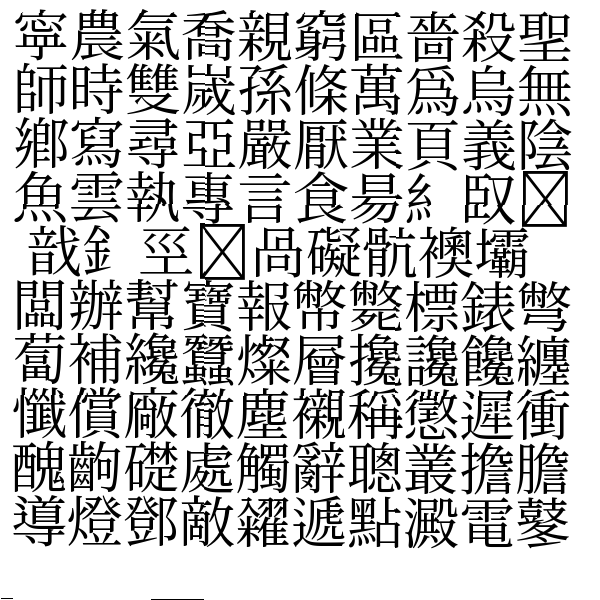 寧農氣喬親窮區嗇殺聖
師時雙歲孫條萬爲烏無
鄉寫尋亞嚴厭業頁義陰
魚雲執專言食昜糹臤
戠釒巠咼礙骯襖壩
闆辦幫寶報幣斃標錶彆
蔔補纔蠶燦層攙讒饞纏
懺償廠徹塵襯稱懲遲衝
醜齣礎處觸辭聰叢擔膽
導燈鄧敵糴遞點澱電鼕